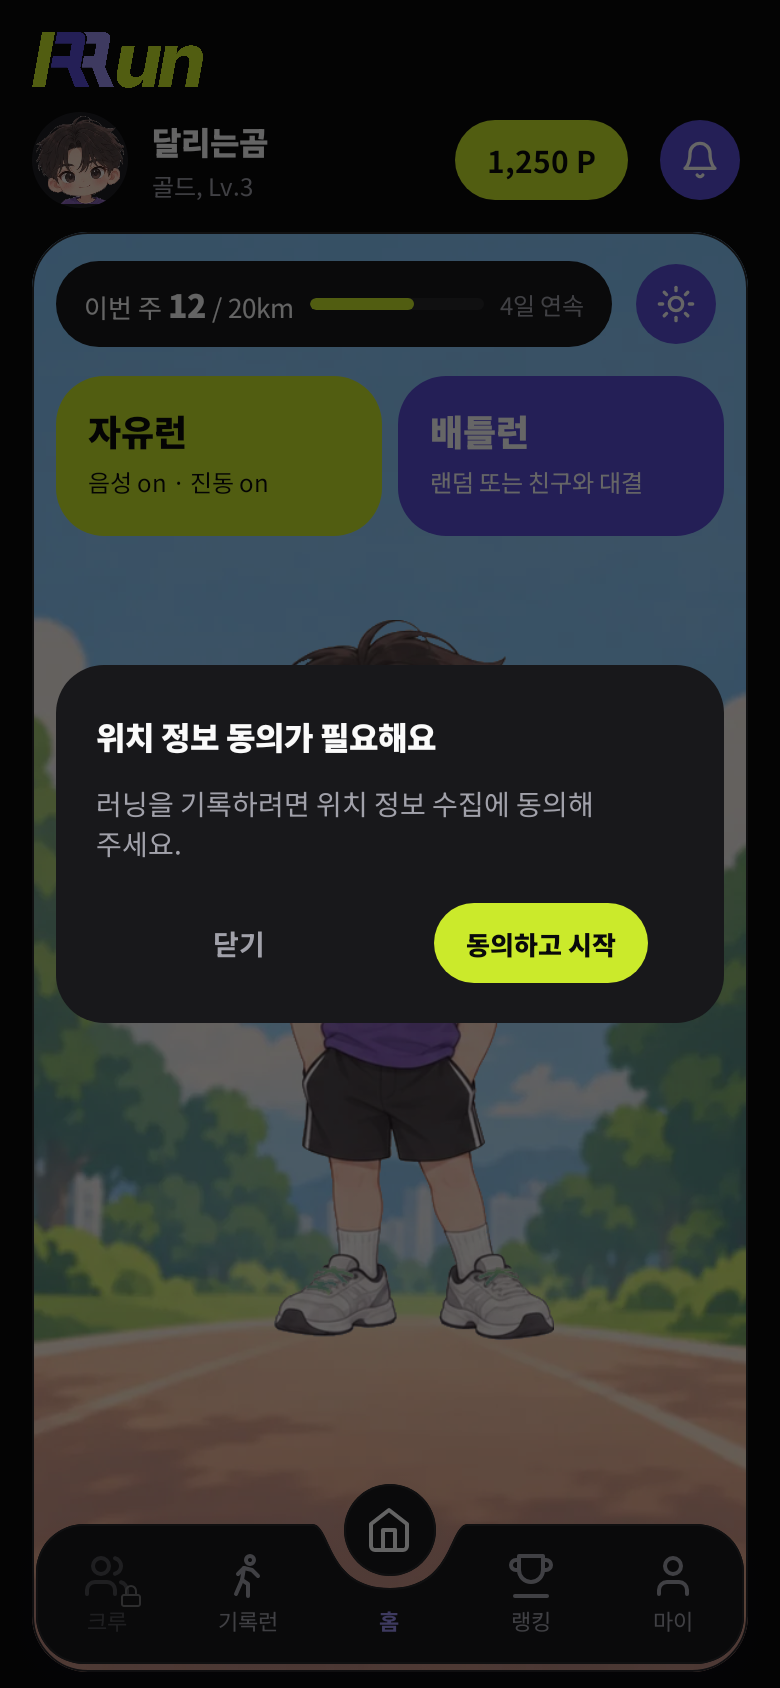 RRun
달리는곰
골드, Lv.3
1,250 P
이번 주 12 / 20km
4일 연속
자유런
음성 on · 진동 on
배틀런
랜덤 또는 친구와 대결
위치 정보 동의가 필요해요
러닝을 기록하려면 위치 정보 수집에 동의해
주세요.
닫기
동의하고 시작
크루
기록런
홈
랭킹
마이